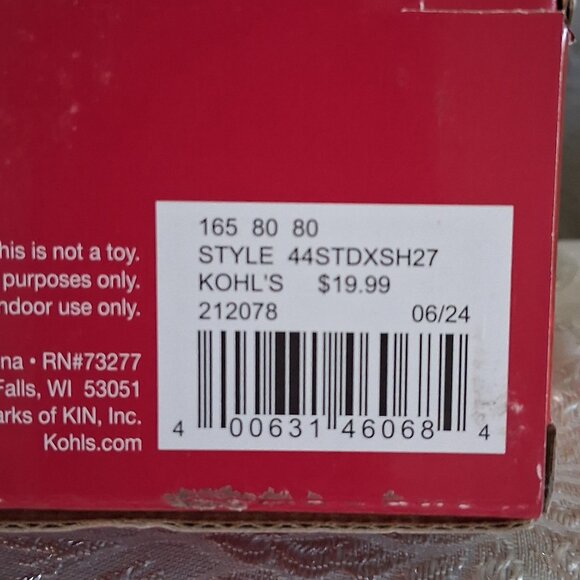 165 80 80
STYLE 44STDXSH27
KOHL'S $19.99
212078 06/24
4 00631 46068 4
his is not a toy.
purposes only.
ndoor use only.
na • RN#73277
Falls, WI 53051
arks of KIN, Inc.
Kohls.com